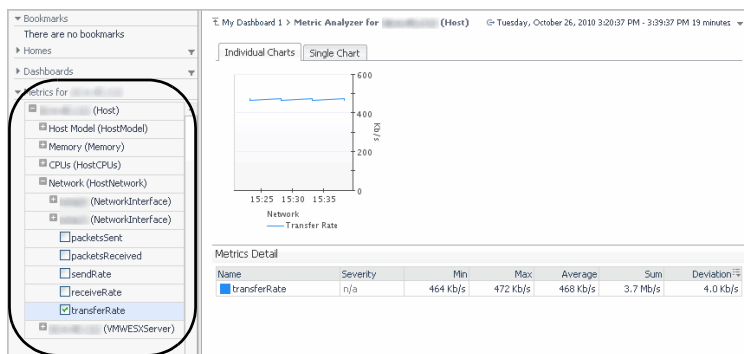 Bookmarks
There are no bookmarks
Homes
Dashboards
Metrics for
(Host)
Host Model (HostModel)
Memory (Memory)
CPUs (HostCPUs)
Network (HostNetwork)
(NetworkInterface)
(NetworkInterface)
packetsSent
packetsReceived
sendRate
receiveRate
transferRate
(VMWESXServer)
My Dashboard 1 > Metric Analyzer for (Host) Tuesday, October 26, 2010 3:20:37 PM - 3:39:37 PM 19 minutes
Individual Charts Single Chart
600
400
200
0
Kb/s
15:25 15:30 15:35
Network
Transfer Rate
Metrics Detail
Name Severity Min Max Average Sum Deviation
transferRate n/a 464 Kb/s 472 Kb/s 468 Kb/s 3.7 Mb/s 4.0 Kb/s